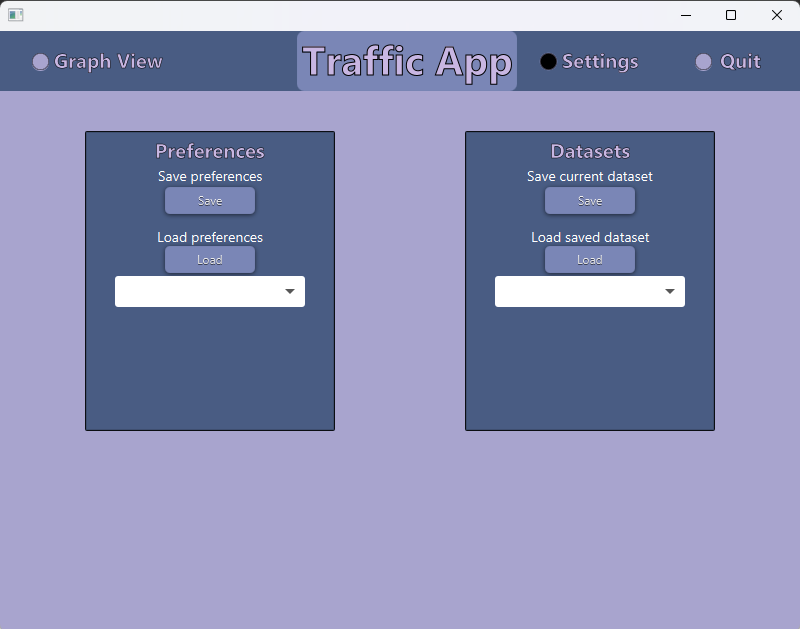 Graph View
Traffic App
Settings
Quit
Preferences
Save preferences
Save
Load preferences
Load
Datasets
Save current dataset
Save
Load saved dataset
Load